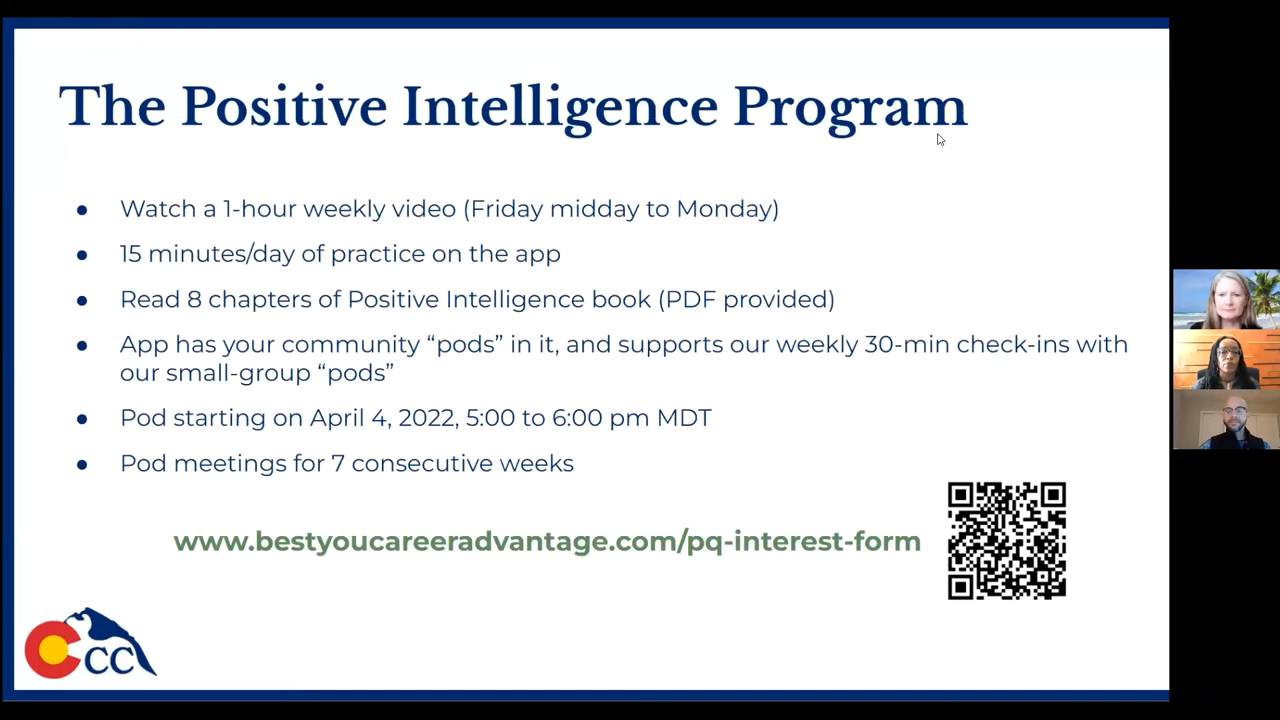 The Positive Intelligence Program
● Watch a 1-hour weekly video (Friday midday to Monday)
● 15 minutes/day of practice on the app
● Read 8 chapters of Positive Intelligence book (PDF provided)
● App has your community “pods” in it, and supports our weekly 30-min check-ins with
our small-group “pods”
● Pod starting on April 4, 2022, 5:00 to 6:00 pm MDT
● Pod meetings for 7 consecutive weeks
www.bestyoucareeradvantage.com/pq-interest-form
CCC